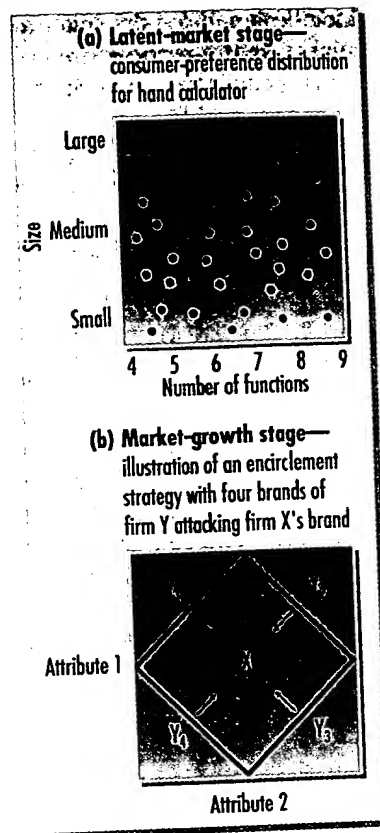 (a) Latent-market stage—
consumer-preference distribution
for hand calculator
Large
Medium
Small
Size
4 5 6 7 8 9
Number of functions
(b) Market-growth stage—
illustration of an encirclement
strategy with four brands of
firm Y attacking firm X's brand
Attribute 1
X
Y4
Y3
Attribute 2